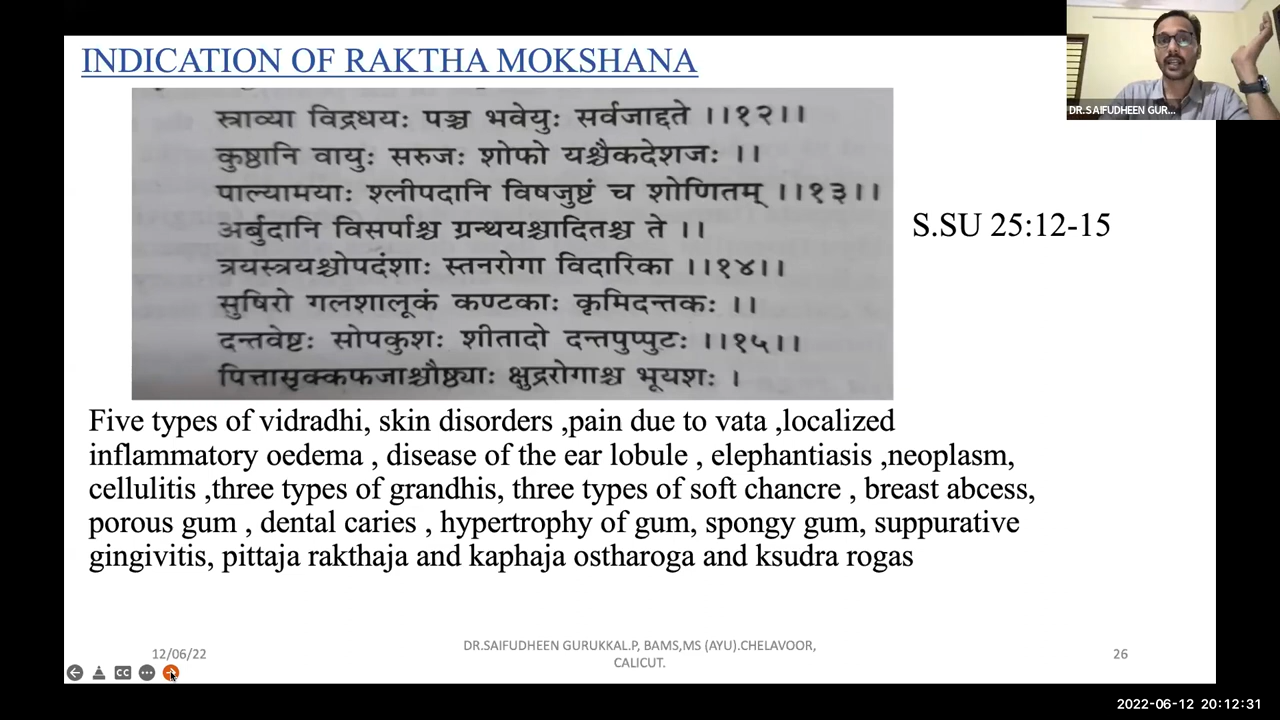 INDICATION OF RAKTHA MOKSHANA
स्त्राव्या विद्रधयः पञ्च भवेयुः सर्वजादृते ।।१२।।
कुष्ठानि वायुः सरुजः शोफो यश्चैकदेशजः ।।
पाल्यामयाः श्लीपदानि विषजुष्टं च शोणितम् ।।१३।।
अर्बुदानि विसर्पाश्च ग्रन्थयश्चादितश्च ते ।।
त्रयस्त्रयश्चोपदंशाः स्तनरोगा विदारिका ।।१४।।
सुषिरो गलशालूकं कण्टकाः कृमिदन्तकः ।।
दन्तवेष्टः सोपकुशः शीतादो दन्तपुप्पुटः ।।१५।।
पित्तासृक्कफजाश्चौष्ठ्याः क्षुद्ररोगाश्च भूयशः ।
S.SU 25:12-15
Five types of vidradhi, skin disorders ,pain due to vata ,localized
inflammatory oedema , disease of the ear lobule , elephantiasis ,neoplasm,
cellulitis ,three types of grandhis, three types of soft chancre , breast abcess,
porous gum , dental caries , hypertrophy of gum, spongy gum, suppurative
gingivitis, pittaja rakthaja and kaphaja ostharoga and ksudra rogas
12/06/22
DR.SAIFUDHEEN GURUKKAL.P, BAMS,MS (AYU).CHELAVOOR,
CALICUT.
26
CC
DR.SAIFUDHEEN GUR...
2022-06-12 20:12:31